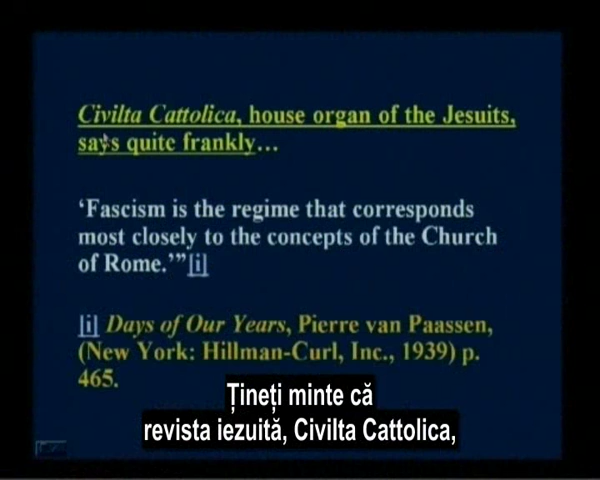 Civilta Cattolica, house organ of the Jesuits,
says quite frankly…
‘Fascism is the regime that corresponds
most closely to the concepts of the Church
of Rome.’”[i]
[i] Days of Our Years, Pierre van Paassen,
(New York: Hillman-Curl, Inc., 1939) p.
465.
Țineți minte că
revista iezuită, Civilta Cattolica,